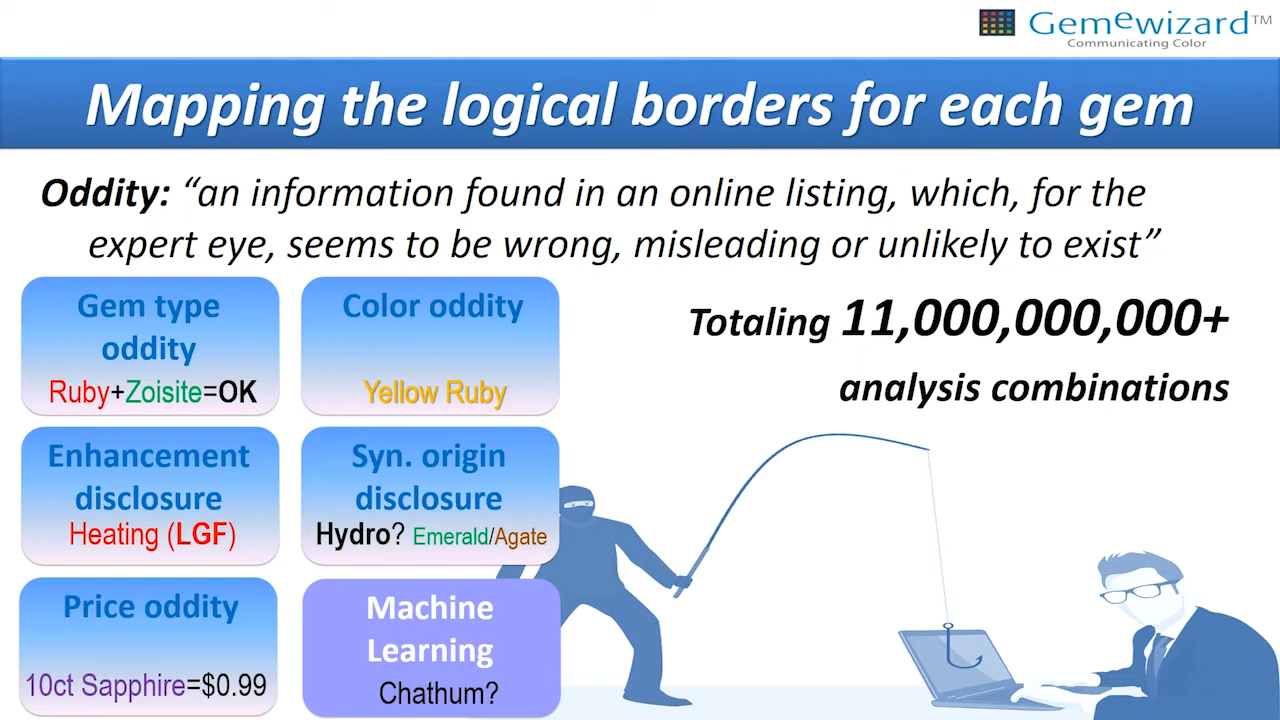 Gemewizard™
Communicating Color
Mapping the logical borders for each gem
Oddity: “an information found in an online listing, which, for the
expert eye, seems to be wrong, misleading or unlikely to exist”
Gem type
oddity
Ruby+Zoisite=OK
Color oddity
Yellow Ruby
Totaling 11,000,000,000+
analysis combinations
Enhancement
disclosure
Heating (LGF)
Syn. origin
disclosure
Hydro? Emerald/Agate
Price oddity
10ct Sapphire=$0.99
Machine
Learning
Chathum?